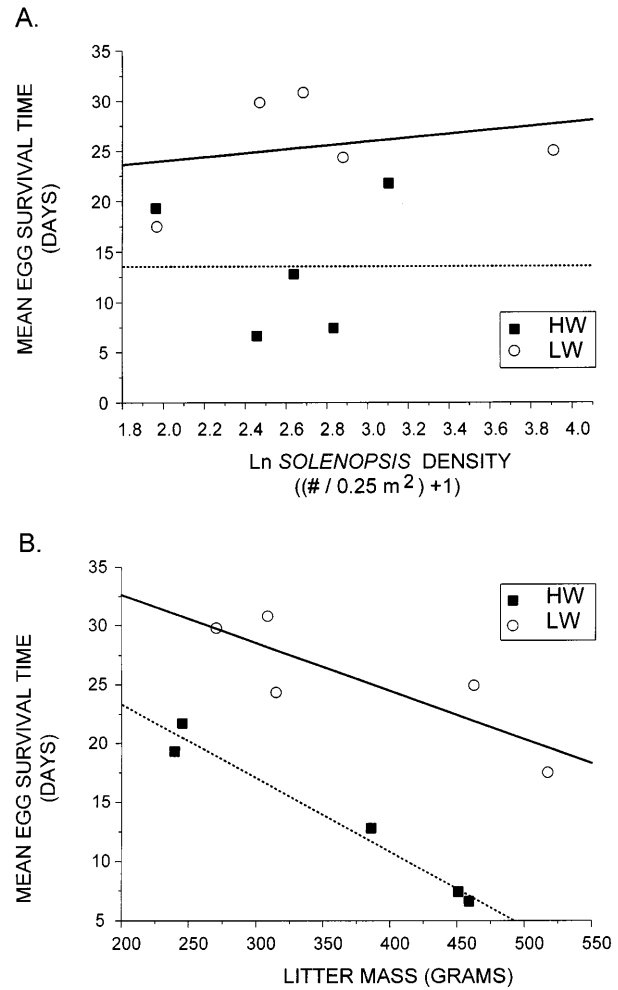 A.
35
30
25
20
15
10
5
0
MEAN EGG SURVIVAL TIME
(DAYS)
HW
LW
1.8 2.0 2.2 2.4 2.6 2.8 3.0 3.2 3.4 3.6 3.8 4.0
Ln SOLENOPSIS DENSITY
((# / 0.25 m²) +1)
B.
35
30
25
20
15
10
5
MEAN EGG SURVIVAL TIME
(DAYS)
HW
LW
200 250 300 350 400 450 500 550
LITTER MASS (GRAMS)